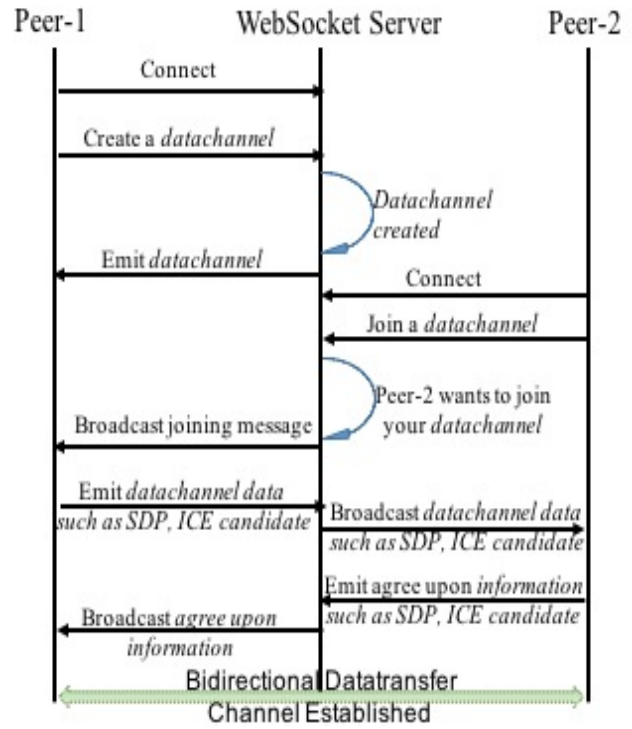 Peer-1 WebSocket Server Peer-2
Connect
Create a datachannel
Datachannel
created
Emit datachannel
Connect
Join a datachannel
Peer-2 wants to join
your datachannel
Broadcast joining message
Emit datachannel data
such as SDP, ICE candidate
Broadcast datachannel data
such as SDP, ICE candidate
Emit agree upon information
such as SDP, ICE candidate
Broadcast agree upon
information
Bidirectional Datatransfer
Channel Established